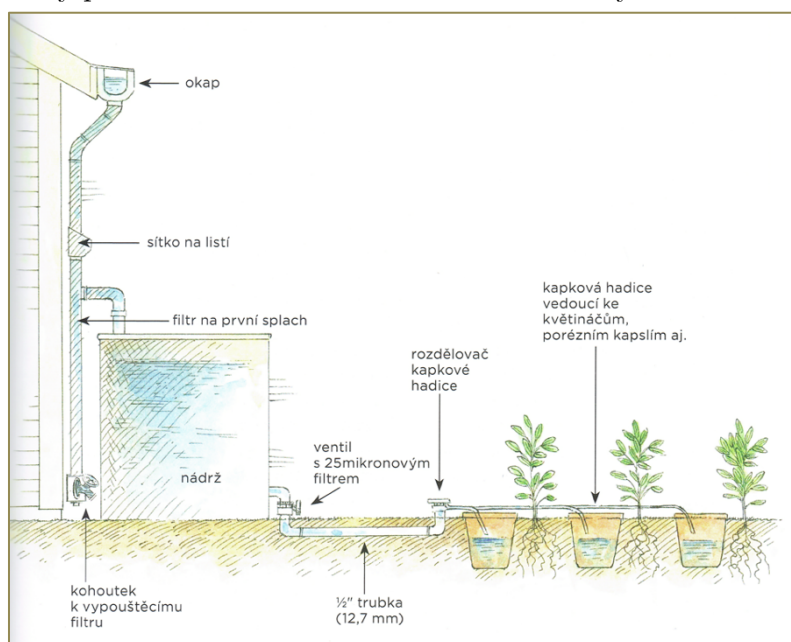 okap
sítko na listí
filtr na první splach
kapková hadice
vedoucí ke
květináčům,
porézním kapslím aj.
rozdělovač
kapkové
hadice
ventil
s 25mikronovým
filtrem
nádrž
kohoutek
k vypouštěcímu
filtru
½" trubka
(12,7 mm)